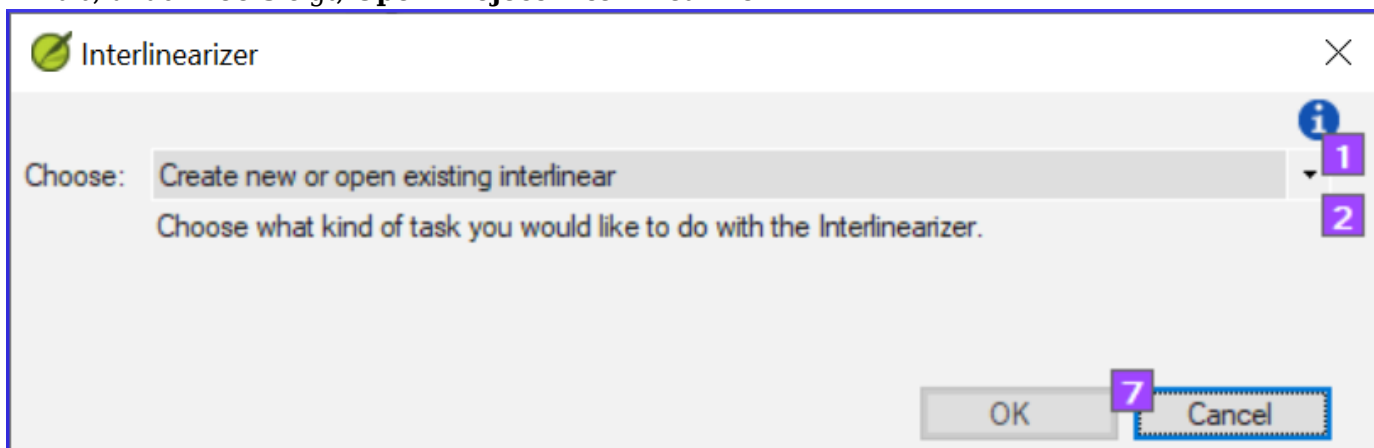 Interlinearizer
i
1
Choose: Create new or open existing interlinear
Choose what kind of task you would like to do with the Interlinearizer.
2
OK
7
Cancel